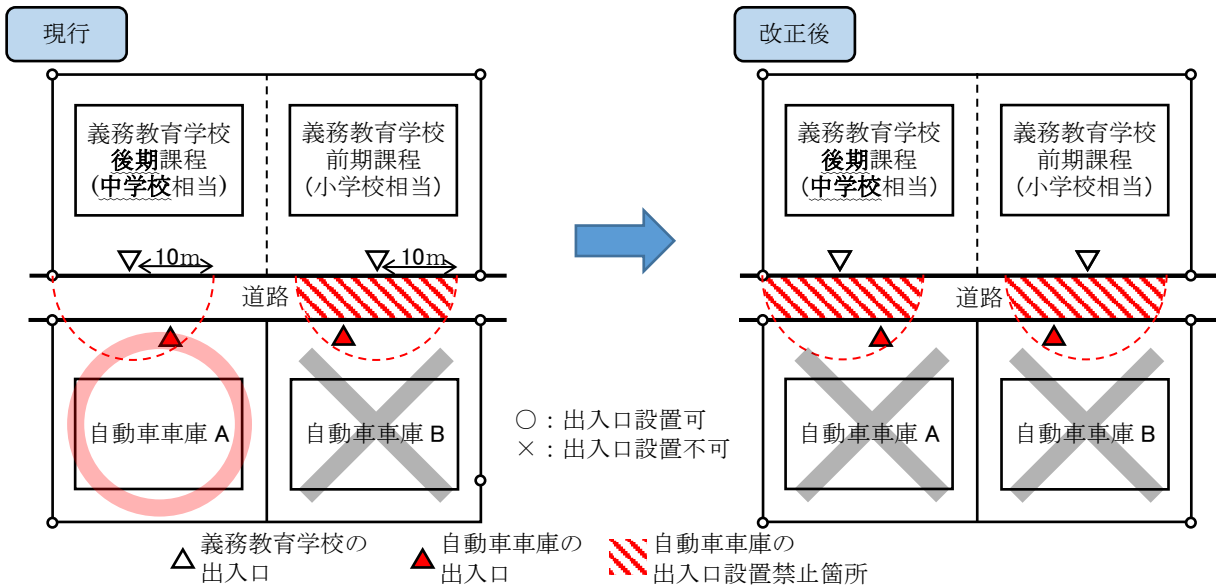 現行
義務教育学校
後期課程
(中学校相当)
義務教育学校
前期課程
(小学校相当)
10m
10m
道路
自動車車庫 A
自動車車庫 B
○：出入口設置可
×：出入口設置不可
改正後
義務教育学校
後期課程
(中学校相当)
義務教育学校
前期課程
(小学校相当)
道路
自動車車庫 A
自動車車庫 B
義務教育学校の
出入口
自動車車庫の
出入口
自動車車庫の
出入口設置禁止箇所